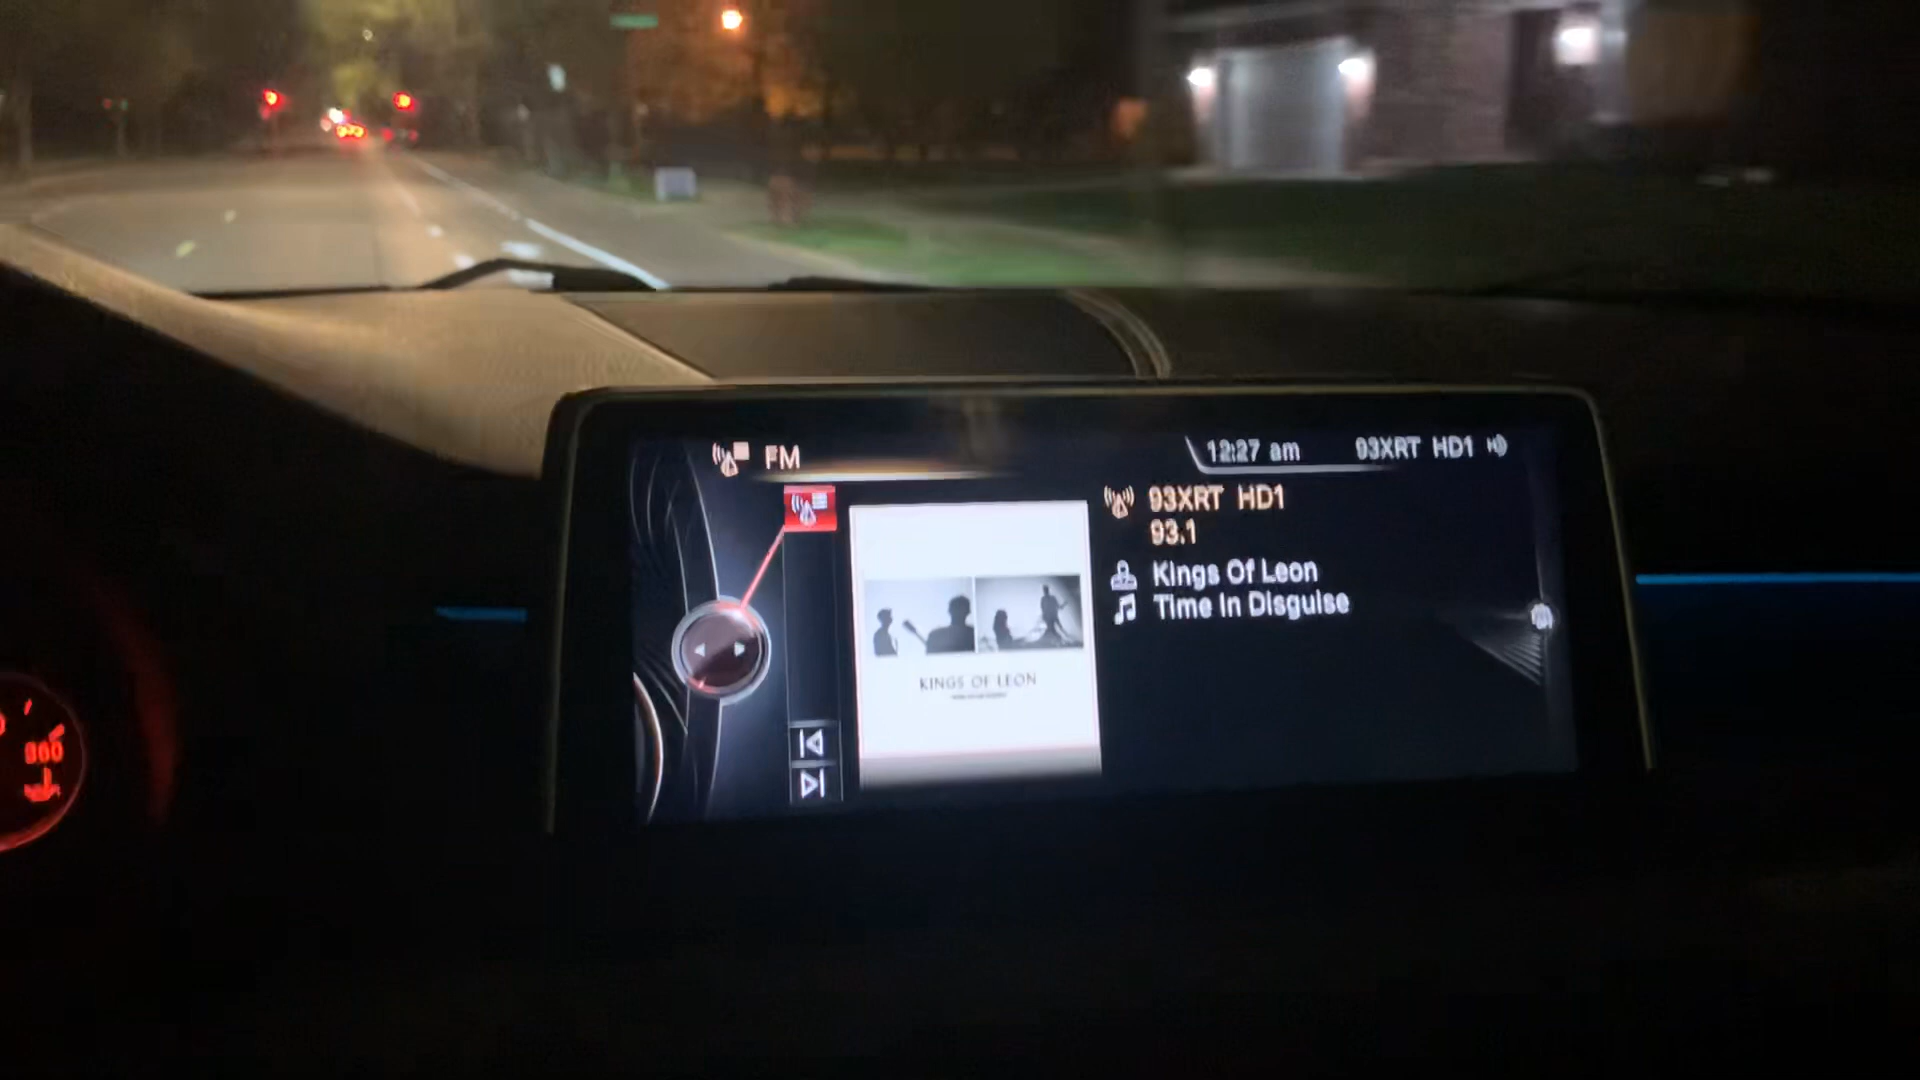 FM
12:27 am
93XRT HD1
93XRT HD1
93.1
Kings Of Leon
Time In Disguise
KINGS OF LEON